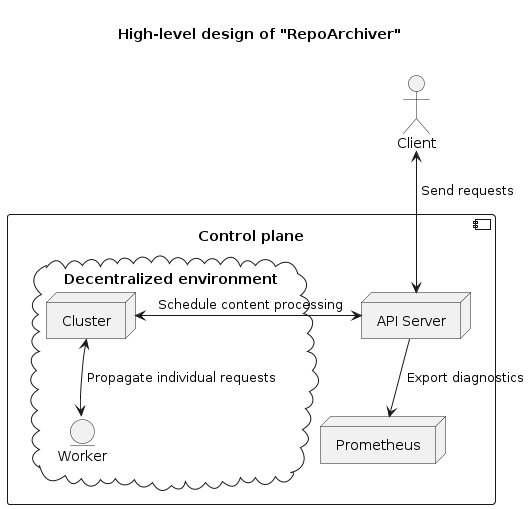 High-level design of "RepoArchiver"
Client
Send requests
Control plane
Decentralized environment
Schedule content processing
Cluster
API Server
Propagate individual requests
Export diagnostics
Worker
Prometheus